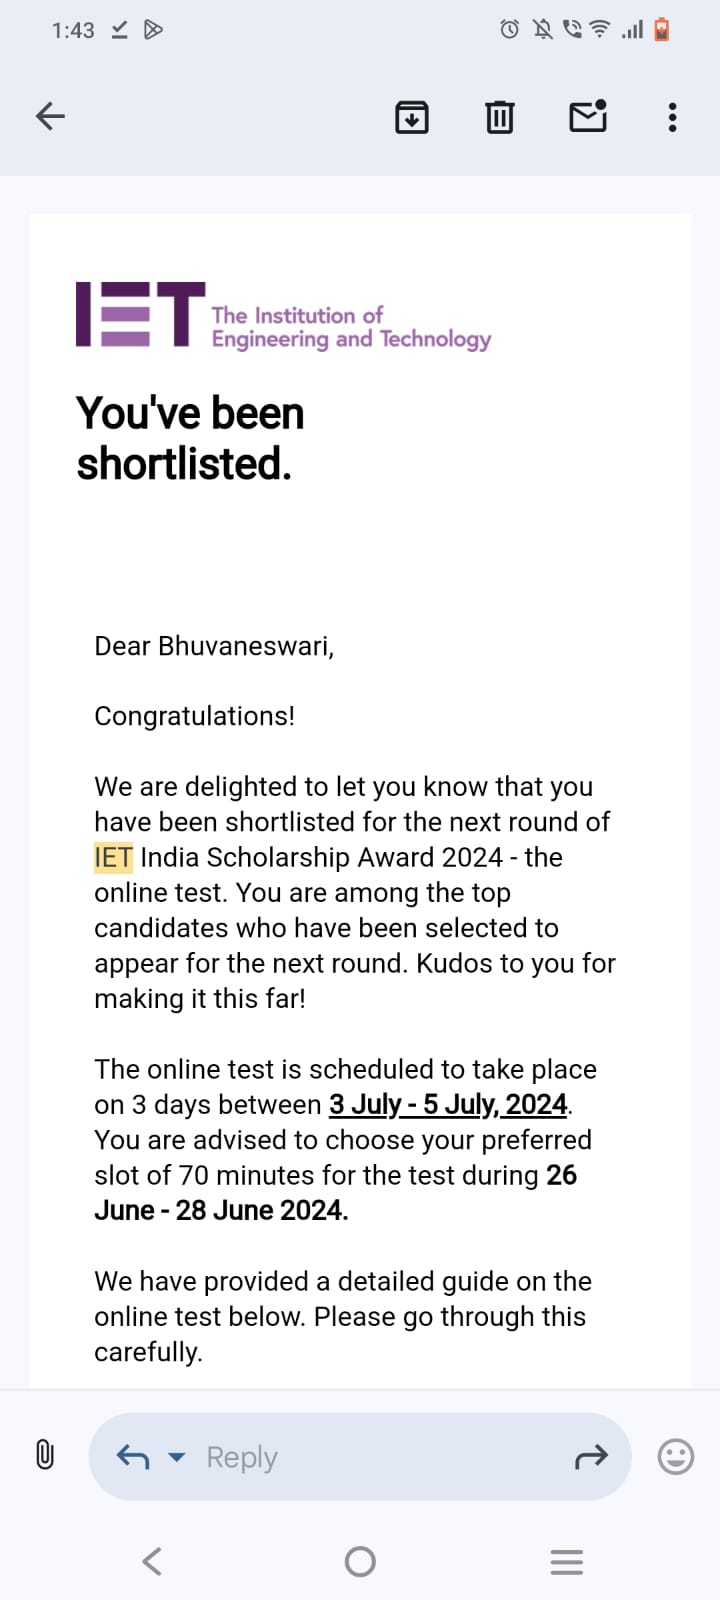 1:43
IET The Institution of
Engineering and Technology
You've been
shortlisted.
Dear Bhuvaneswari,
Congratulations!
We are delighted to let you know that you
have been shortlisted for the next round of
IET India Scholarship Award 2024 - the
online test. You are among the top
candidates who have been selected to
appear for the next round. Kudos to you for
making it this far!
The online test is scheduled to take place
on 3 days between 3 July - 5 July, 2024.
You are advised to choose your preferred
slot of 70 minutes for the test during 26
June - 28 June 2024.
We have provided a detailed guide on the
online test below. Please go through this
carefully.
Reply